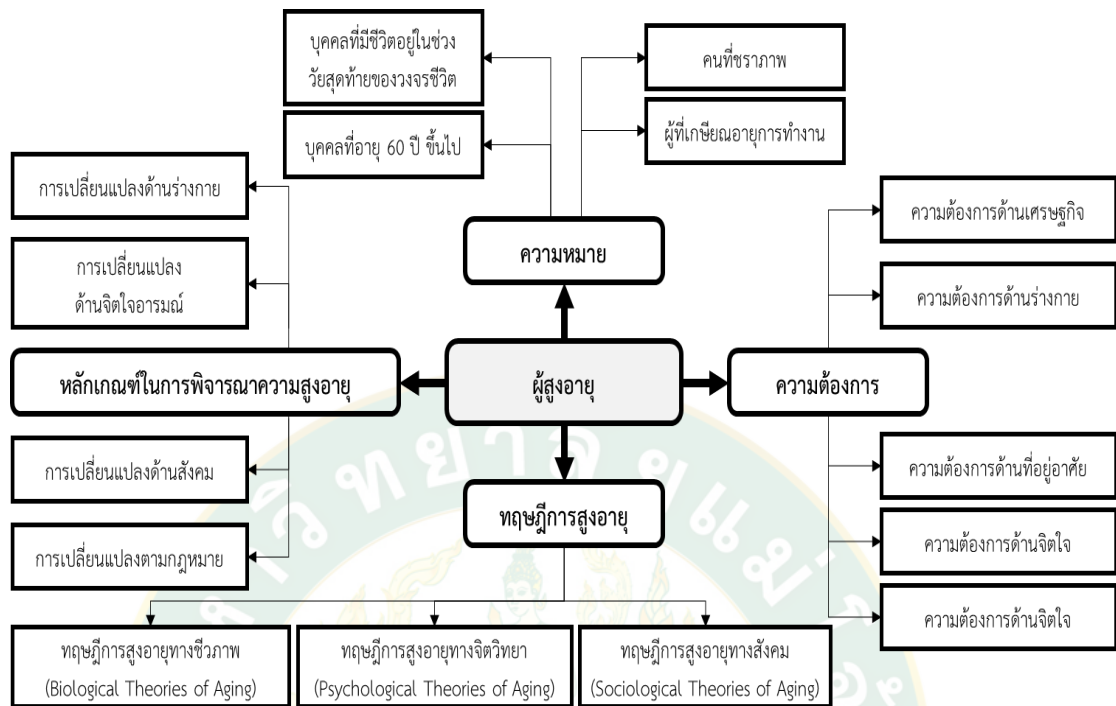 บุคคลที่มีชีวิตอยู่ในช่วง
วัยสุดท้ายของวงจรชีวิต
คนที่ชราภาพ
บุคคลที่อายุ 60 ปี ขึ้นไป
ผู้ที่เกษียณอายุการทำงาน
การเปลี่ยนแปลงด้านร่างกาย
ความต้องการด้านเศรษฐกิจ
ความหมาย
การเปลี่ยนแปลง
ด้านจิตใจอารมณ์
ความต้องการด้านร่างกาย
หลักเกณฑ์ในการพิจารณาความสูงอายุ
ผู้สูงอายุ
ความต้องการ
การเปลี่ยนแปลงด้านสังคม
ความต้องการด้านที่อยู่อาศัย
ทฤษฎีการสูงอายุ
การเปลี่ยนแปลงตามกฎหมาย
ความต้องการด้านจิตใจ
ความต้องการด้านจิตใจ
ทฤษฎีการสูงอายุทางชีวภาพ
(Biological Theories of Aging)
ทฤษฎีการสูงอายุทางจิตวิทยา
(Psychological Theories of Aging)
ทฤษฎีการสูงอายุทางสังคม
(Sociological Theories of Aging)